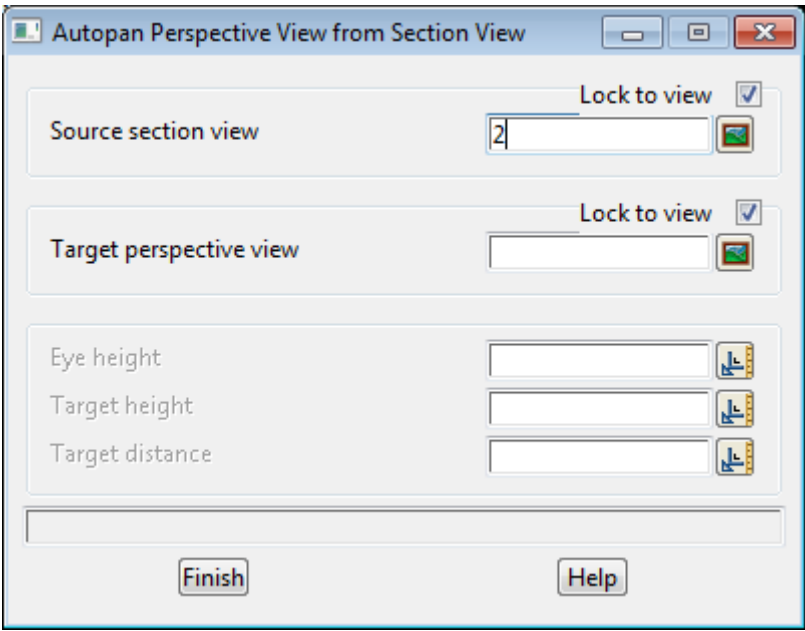 Autopan Perspective View from Section View
Lock to view
Source section view 2
Lock to view
Target perspective view
Eye height
Target height
Target distance
Finish Help